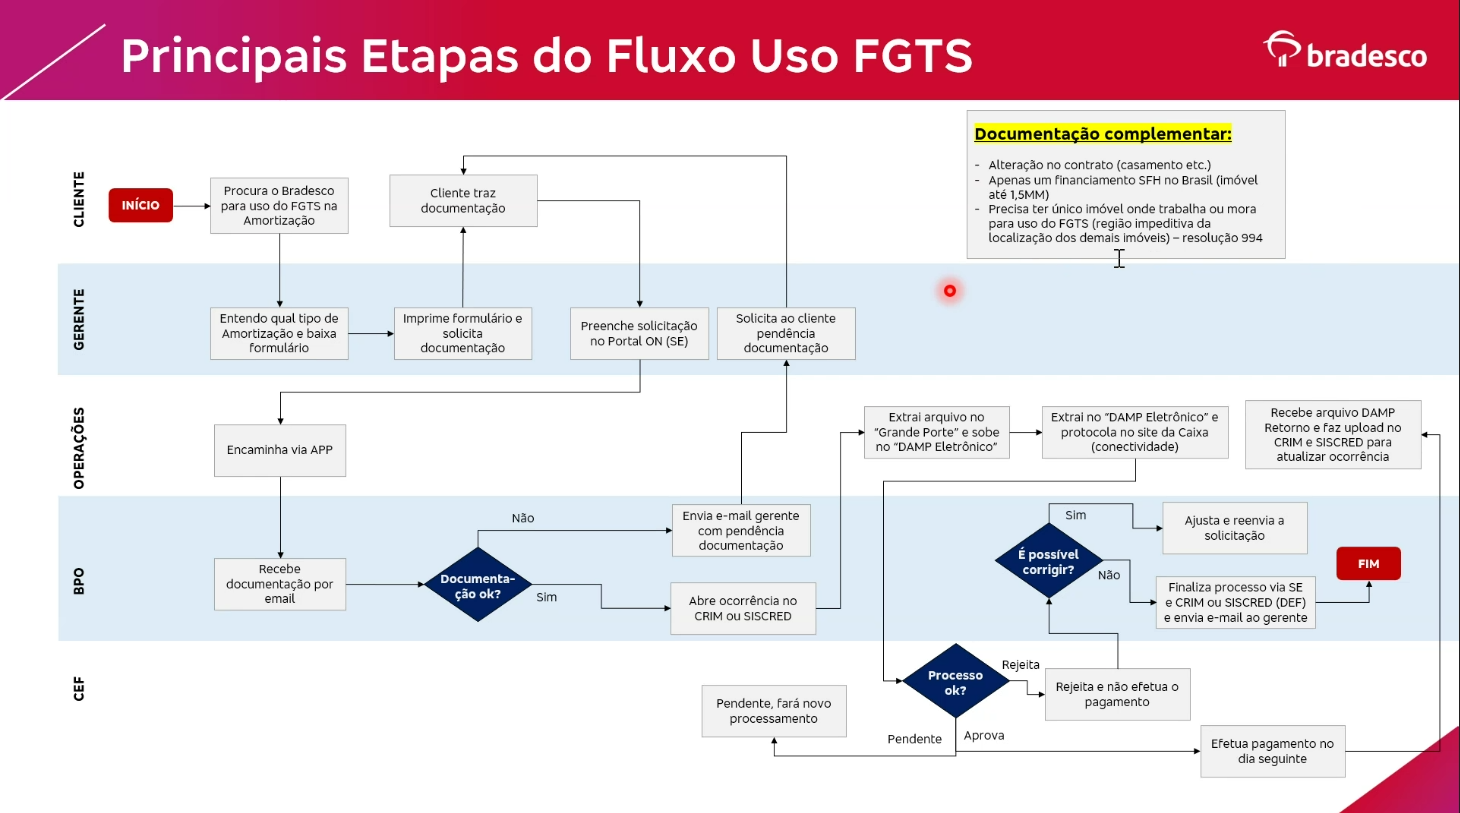 Principais Etapas do Fluxo Uso FGTS
bradesco
Documentação complementar:
- Alteração no contrato (casamento etc.)
- Apenas um financiamento SFH no Brasil (imóvel
até 1,5MM)
- Precisa ter único imóvel onde trabalha ou mora
para uso do FGTS (região impeditiva da
localização dos demais imóveis) – resolução 994
CLIENTE
INÍCIO
Procura o Bradesco
para uso do FGTS na
Amortização
Cliente traz
documentação
GERENTE
Entendo qual tipo de
Amortização e baixa
formulário
Imprime formulário e
solicita
documentação
Preenche solicitação
no Portal ON (SE)
Solicita ao cliente
pendência
documentação
OPERAÇÕES
Encaminha via APP
Extrai arquivo no
“Grande Porte” e sobe
no “DAMP Eletrônico”
Extrai no “DAMP Eletrônico” e
protocola no site da Caixa
(conectividade)
Recebe arquivo DAMP
Retorno e faz upload no
CRIM e SISCRED para
atualizar ocorrência
BPO
Recebe
documentação por
email
Documenta-
ção ok?
Não
Sim
Envia e-mail gerente
com pendência
documentação
Abre ocorrência no
CRIM ou SISCRED
É possível
corrigir?
Sim
Não
Ajusta e reenvia a
solicitação
Finaliza processo via SE
e CRIM ou SISCRED (DEF)
e envia e-mail ao gerente
FIM
CEF
Pendente, fará novo
processamento
Processo
ok?
Rejeita
Pendente
Aprova
Rejeita e não efetua o
pagamento
Efetua pagamento no
dia seguinte